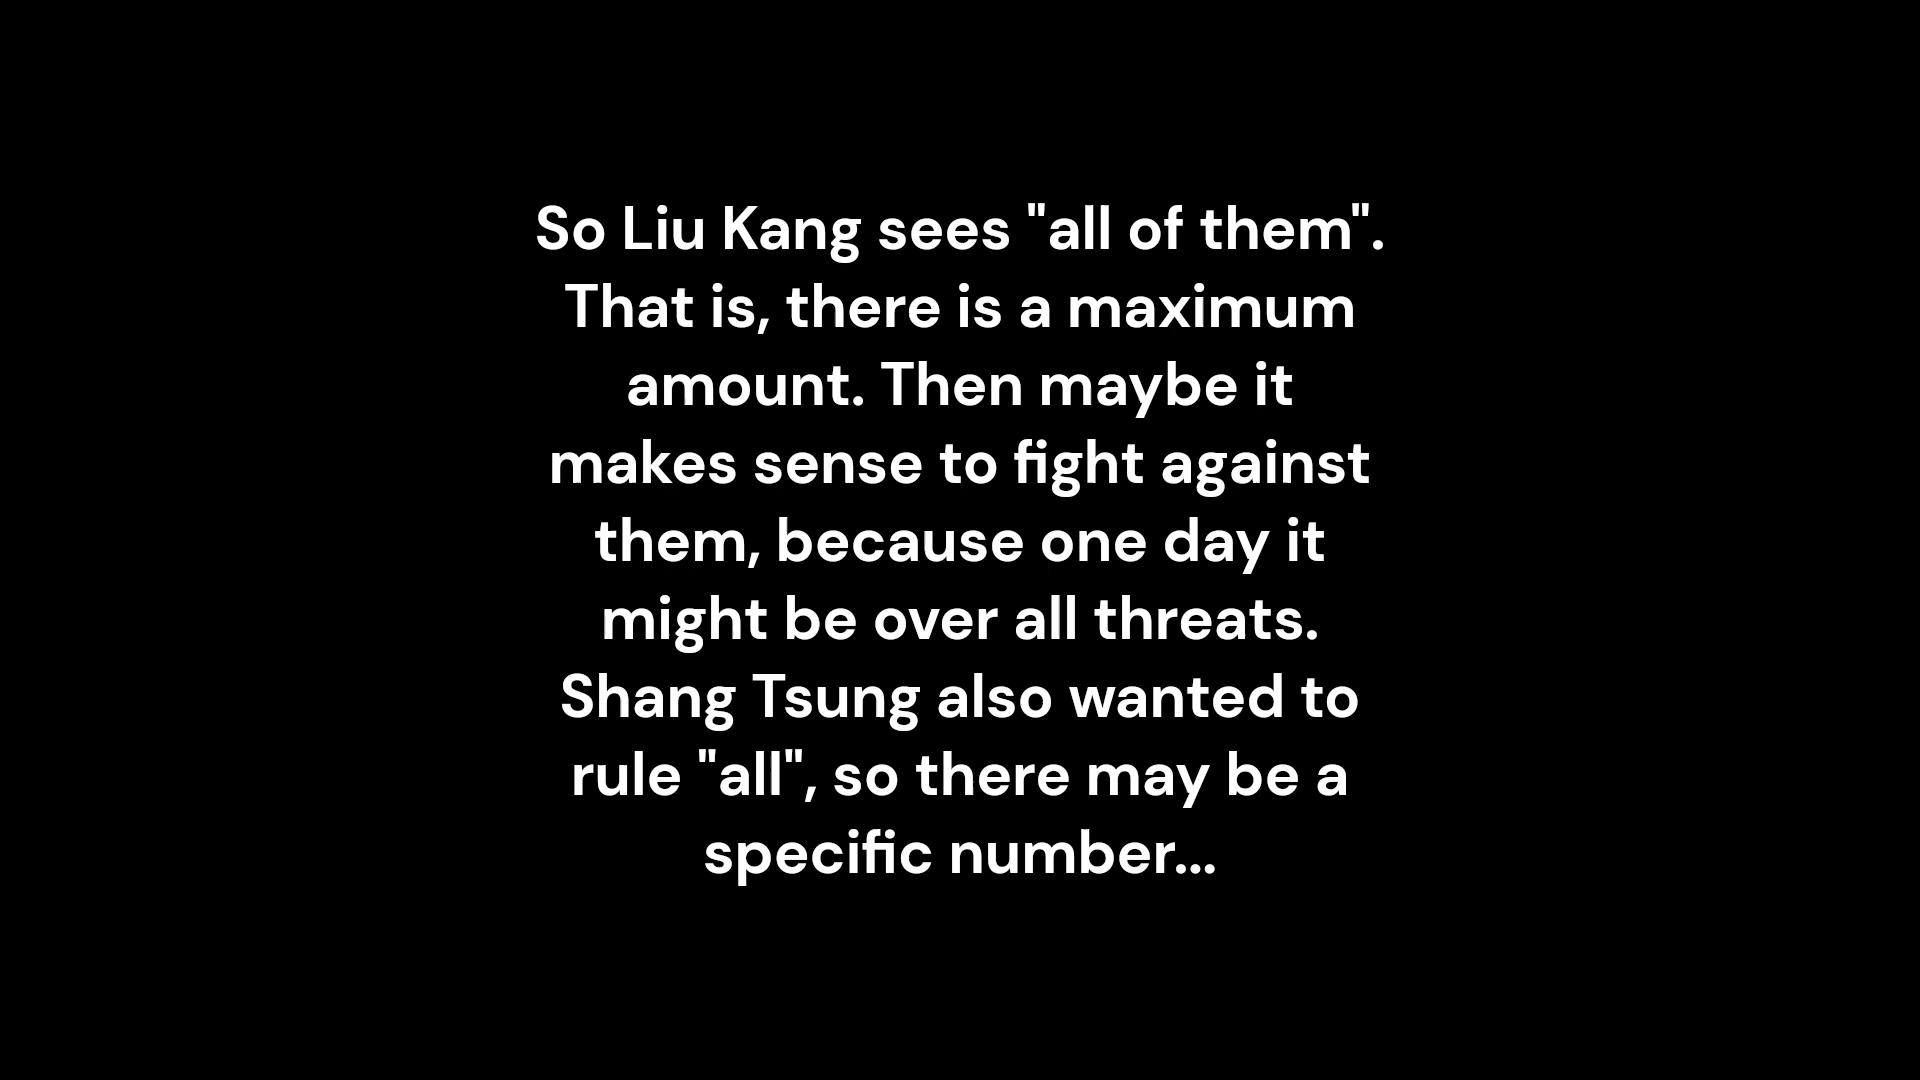 So Liu Kang sees "all of them".
That is, there is a maximum
amount. Then maybe it
makes sense to fight against
them, because one day it
might be over all threats.
Shang Tsung also wanted to
rule "all", so there may be a
specific number...